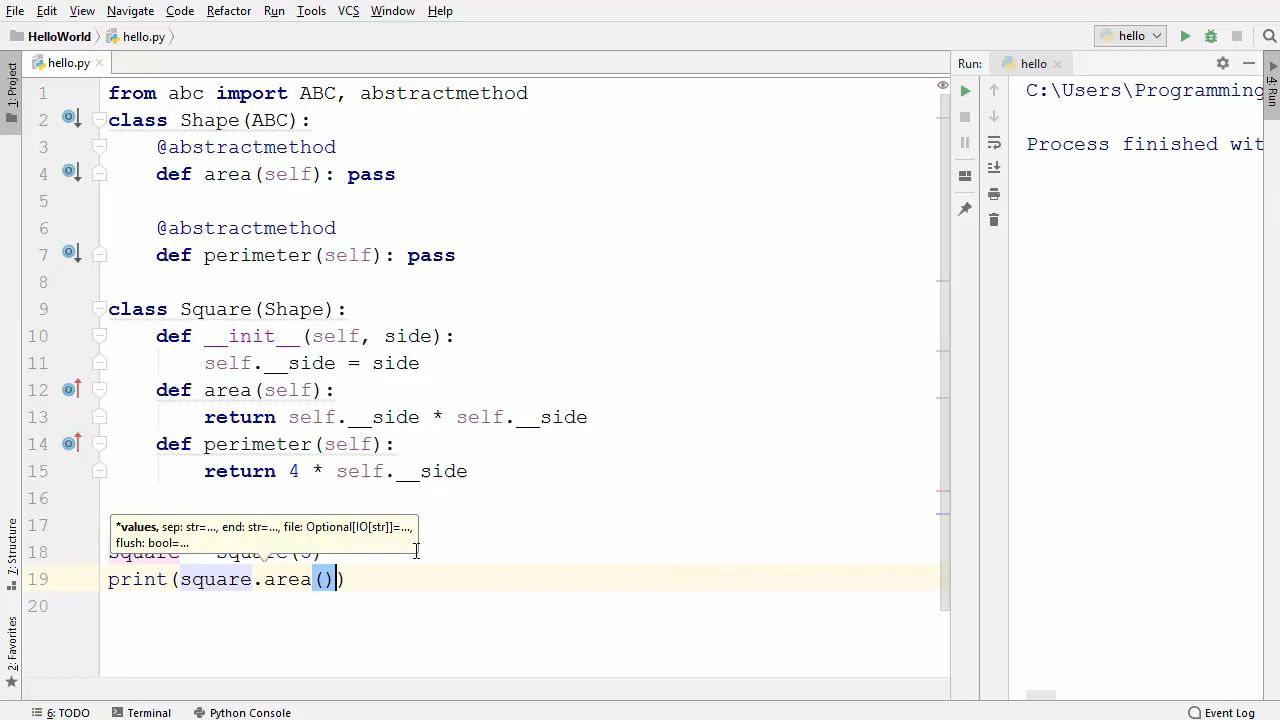 File Edit View Navigate Code Refactor Run Tools VCS Window Help
HelloWorld hello.py hello
hello.py Run: hello
1: Project
4: Run
1 from abc import ABC, abstractmethod
2 class Shape(ABC):
3 @abstractmethod
4 def area(self): pass
5
6 @abstractmethod
7 def perimeter(self): pass
8
9 class Square(Shape):
10 def __init__(self, side):
11 self.__side = side
12 def area(self):
13 return self.__side * self.__side
14 def perimeter(self):
15 return 4 * self.__side
16
17
*values, sep: str=..., end: str=..., file: Optional[IO[str]]=...,
flush: bool=...
18
19 print(square.area())
20
C:\Users\Programming
Process finished wit
7: Structure
2: Favorites
6: TODO Terminal Python Console Event Log